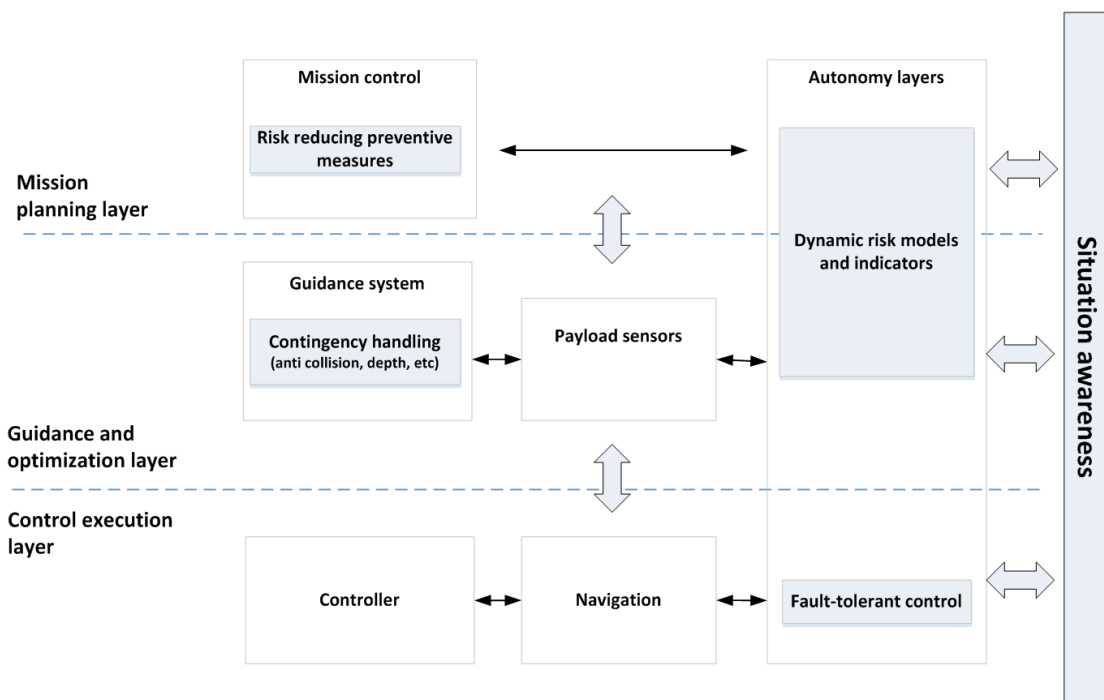 Mission control
Autonomy layers
Risk reducing preventive
measures
Mission
planning layer
Dynamic risk models
and indicators
Situation awareness
Guidance system
Contingency handling
(anti collision, depth, etc)
Payload sensors
Guidance and
optimization layer
Control execution
layer
Controller
Navigation
Fault-tolerant control